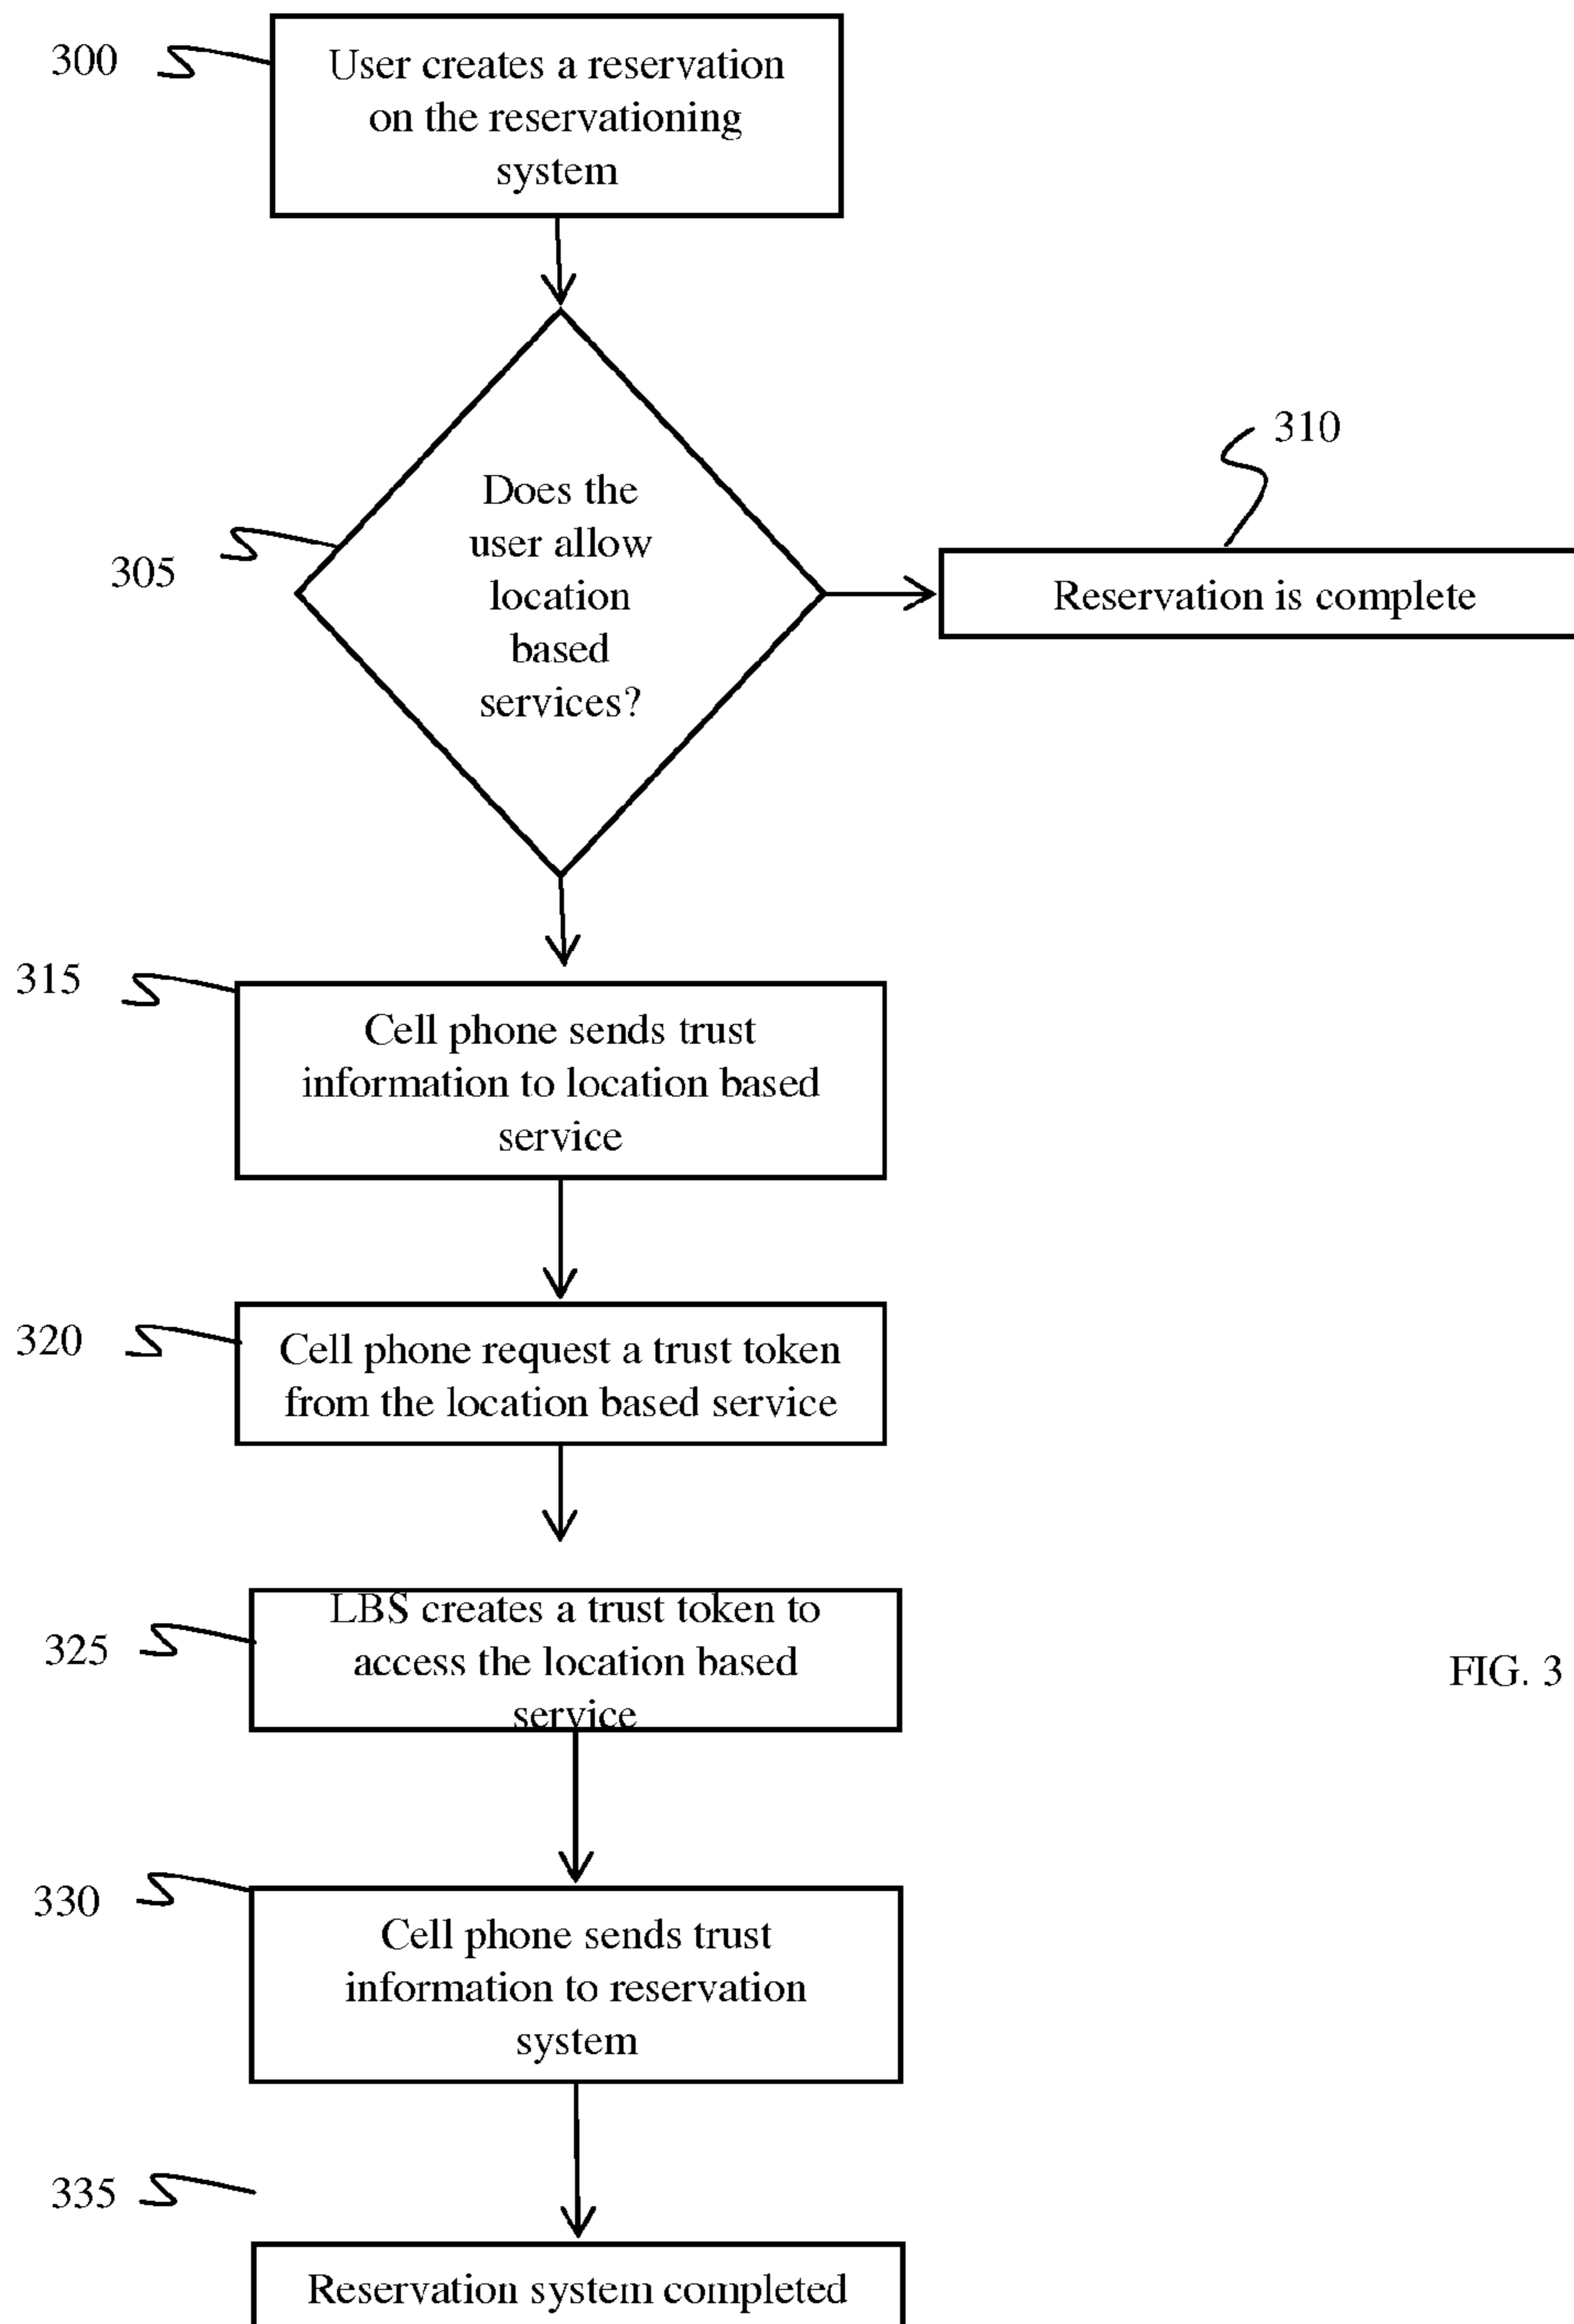 300
User creates a reservation
on the reservationing
system
310
305
Does the
user allow
location
based
services?
Reservation is complete
315
Cell phone sends trust
information to location based
service
320
Cell phone request a trust token
from the location based service
325
LBS creates a trust token to
access the location based
service
FIG. 3
330
Cell phone sends trust
information to reservation
system
335
Reservation system completed